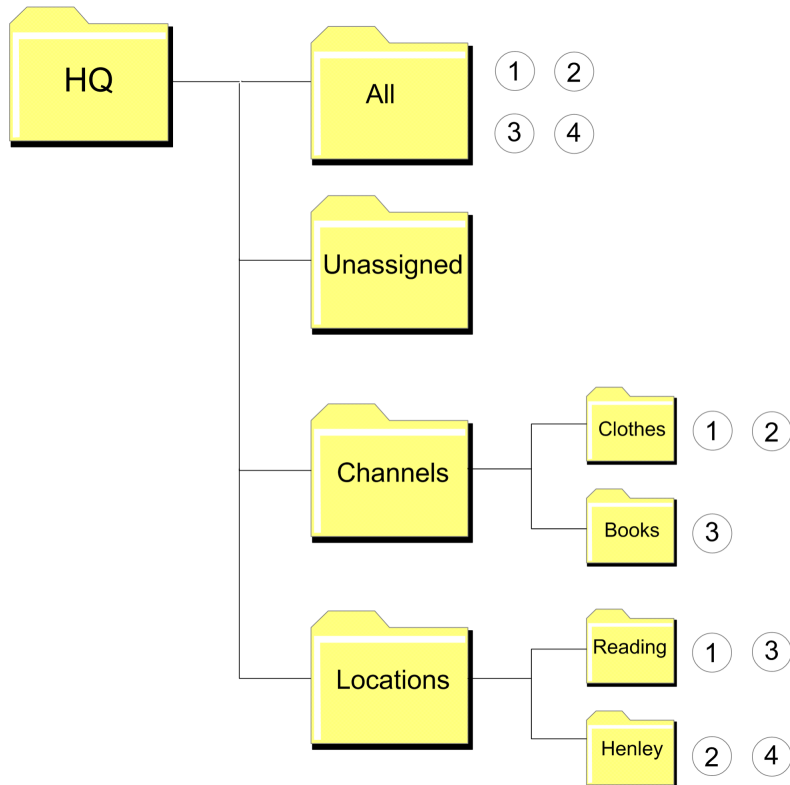 HQ
All
1 2
3 4
Unassigned
Channels
Clothes
1 2
Books
3
Locations
Reading
1 3
Henley
2 4